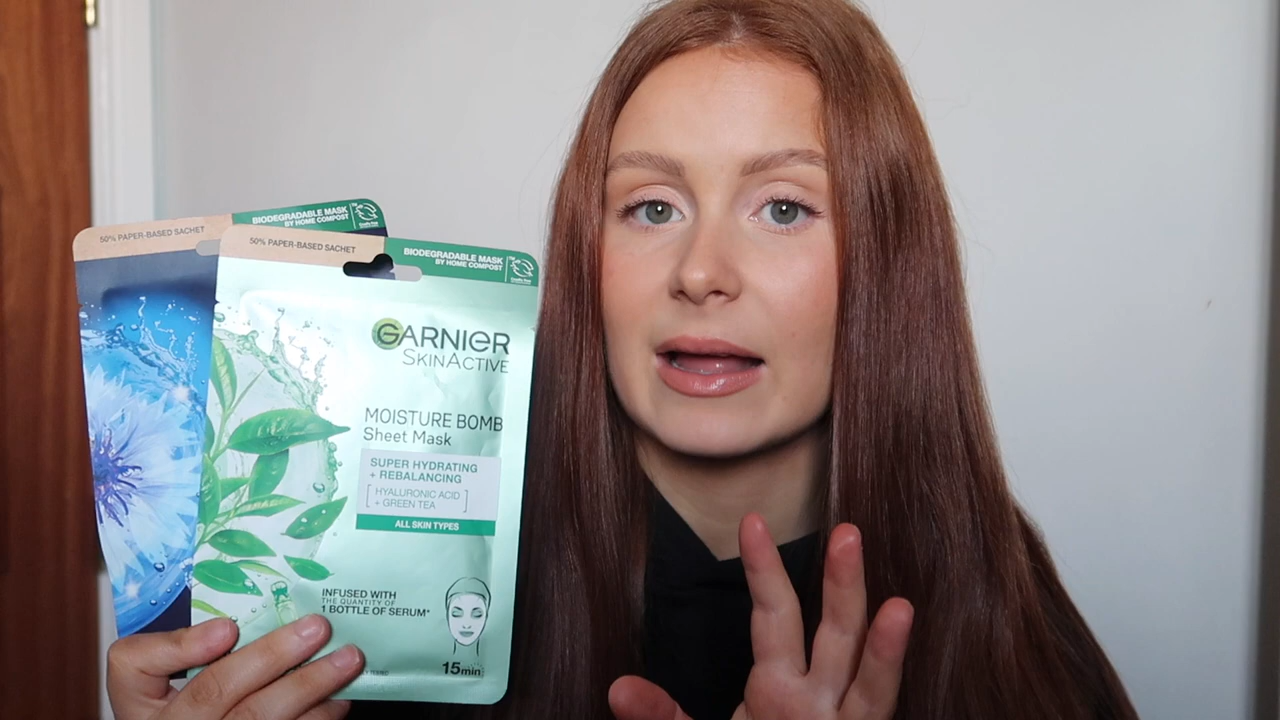 50% PAPER-BASED SACHET
BIODEGRADABLE MASK
BY HOME COMPOST
50% PAPER-BASED SACHET
BIODEGRADABLE MASK
BY HOME COMPOST
GARNIER
SKINACTIVE
MOISTURE BOMB
Sheet Mask
SUPER HYDRATING
+ REBALANCING
[ HYALURONIC ACID
+ GREEN TEA ]
ALL SKIN TYPES
INFUSED WITH
THE QUANTITY OF
1 BOTTLE OF SERUM*
15min